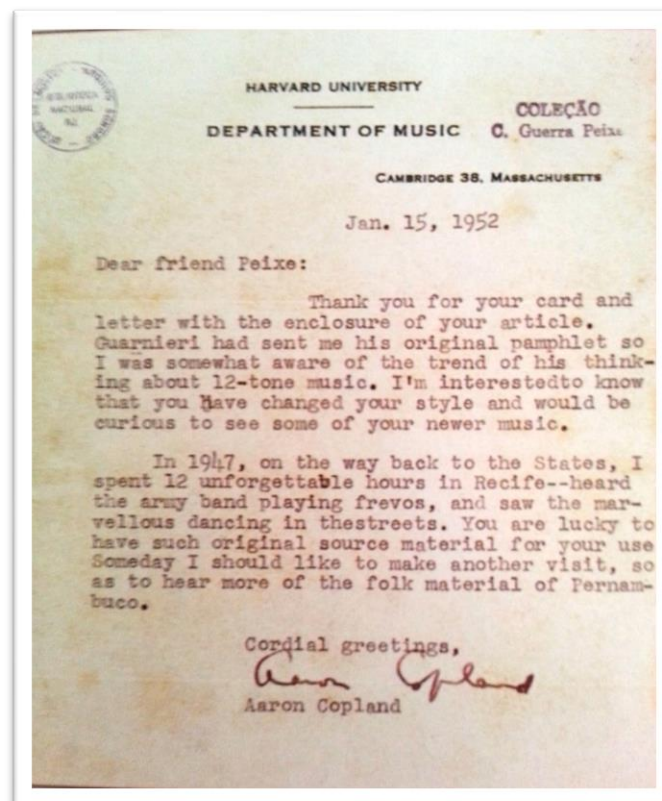 BIBLIOTECA
NACIONAL
HARVARD UNIVERSITY
DEPARTMENT OF MUSIC
COLEÇÃO
C. Guerra Peixe
CAMBRIDGE 38, MASSACHUSETTS
Jan. 15, 1952
Dear friend Peixe:
Thank you for your card and
letter with the enclosure of your article.
Guarnieri had sent me his original pamphlet so
I was somewhat aware of the trend of his think-
ing about 12-tone music. I'm interestedto know
that you have changed your style and would be
curious to see some of your newer music.
In 1947, on the way back to the States, I
spent 12 unforgettable hours in Recife--heard
the army band playing frevos, and saw the mar-
vellous dancing in thestreets. You are lucky to
have such original source material for your use
Someday I should like to make another visit, so
as to hear more of the folk material of Pernam-
buco.
Cordial greetings,
Aaron Copland
Aaron Copland